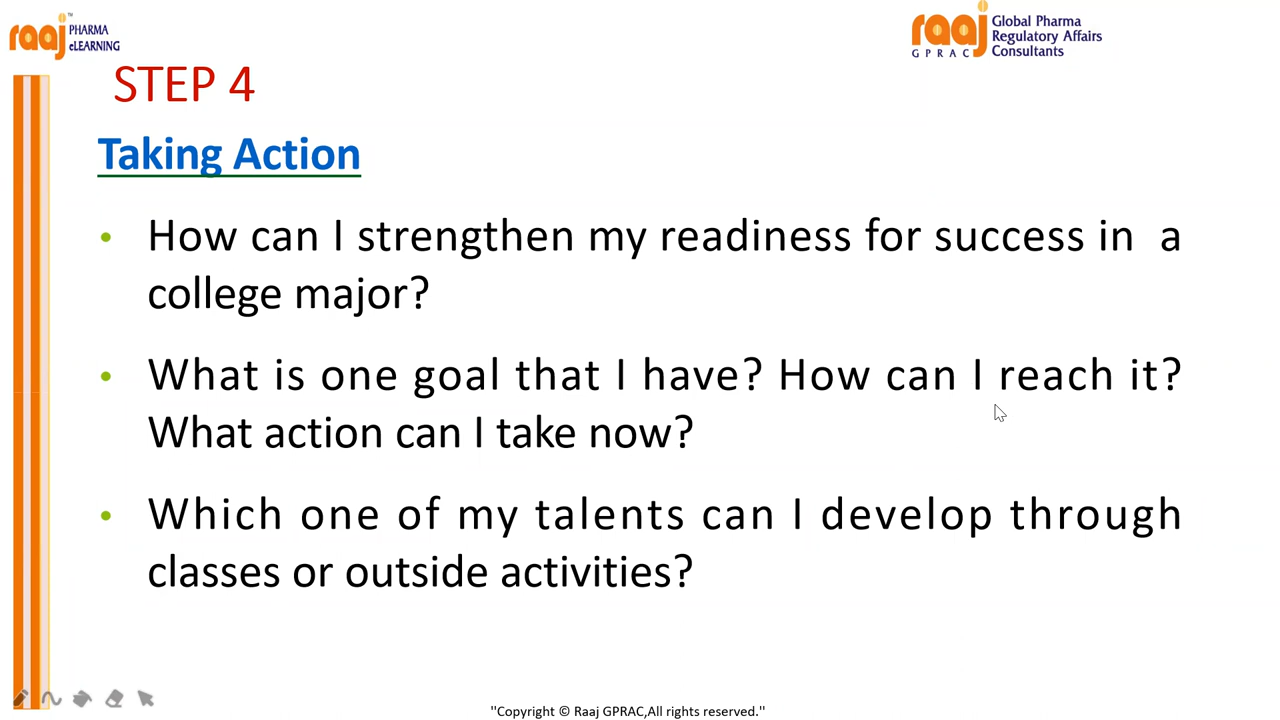 raaj PHARMA eLEARNING
raaj GPRAC Global Pharma Regulatory Affairs Consultants
STEP 4
Taking Action
• How can I strengthen my readiness for success in a
college major?
• What is one goal that I have? How can I reach it?
What action can I take now?
• Which one of my talents can I develop through
classes or outside activities?
"Copyright © Raaj GPRAC,All rights reserved."